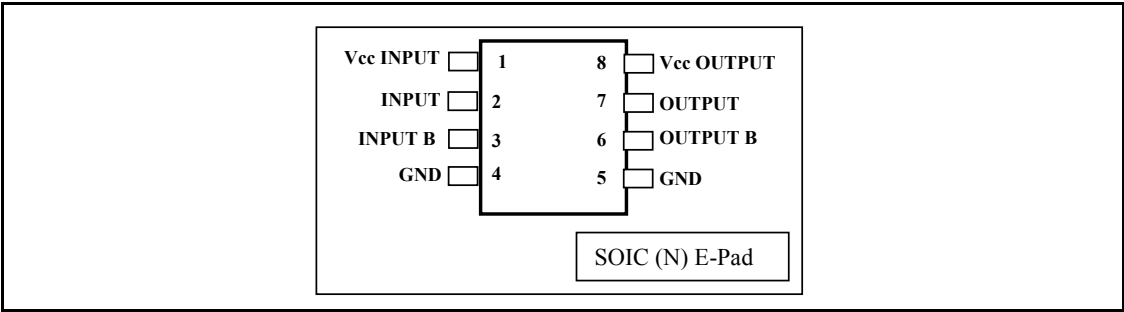 Vcc INPUT 1 8 Vcc OUTPUT
INPUT 2 7 OUTPUT
INPUT B 3 6 OUTPUT B
GND 4 5 GND
SOIC (N) E-Pad